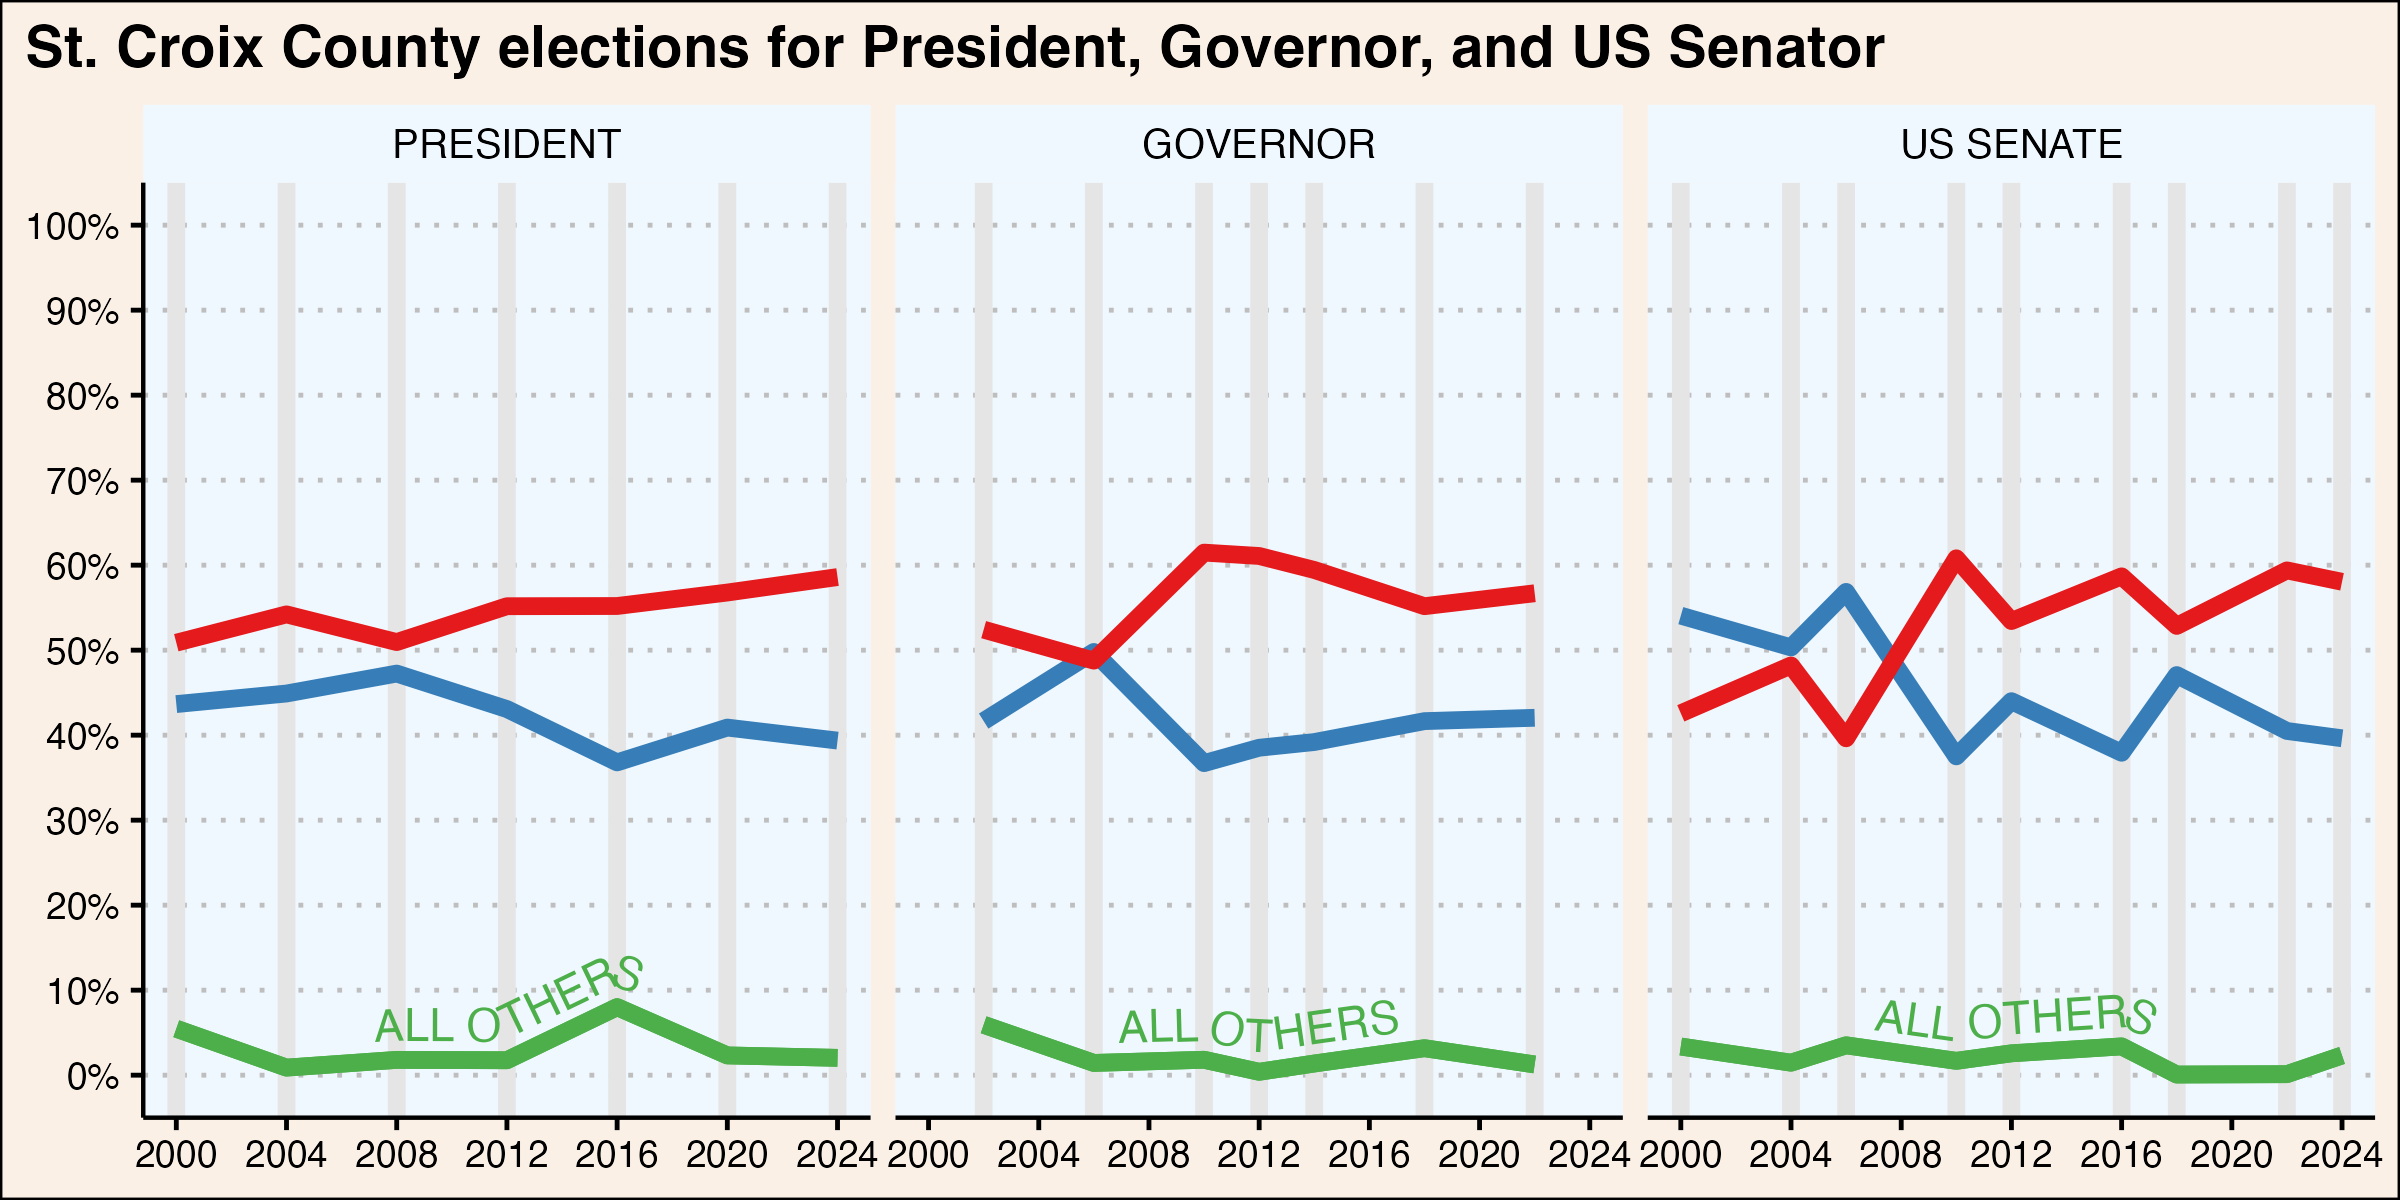 St. Croix County elections for President, Governor, and US Senator
PRESIDENT
GOVERNOR
US SENATE
100%
90%
80%
70%
60%
50%
40%
30%
20%
10%
0%
ALL OTHERS
ALL OTHERS
ALL OTHERS
2000 2004 2008 2012 2016 2020 2024
2000 2004 2008 2012 2016 2020 2024
2000 2004 2008 2012 2016 2020 2024